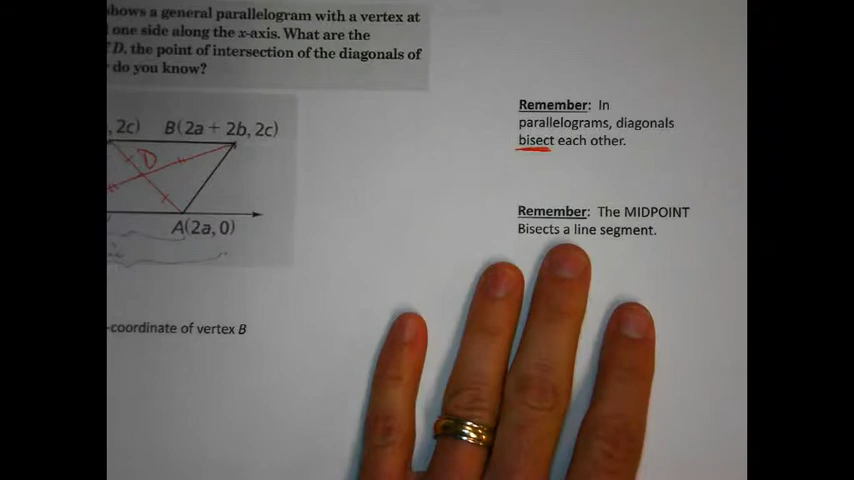 hows a general parallelogram with a vertex at
one side along the x-axis. What are the
D, the point of intersection of the diagonals of
do you know?
, 2c) B(2a + 2b, 2c)
D
A(2a, 0)
-coordinate of vertex B
Remember: In
parallelograms, diagonals
bisect each other.
Remember: The MIDPOINT
Bisects a line segment.